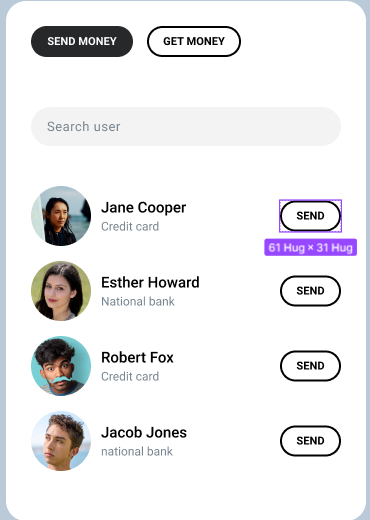 SEND MONEY GET MONEY
Search user
Jane Cooper
Credit card
SEND
61 Hug × 31 Hug
Esther Howard
National bank
SEND
Robert Fox
Credit card
SEND
Jacob Jones
national bank
SEND